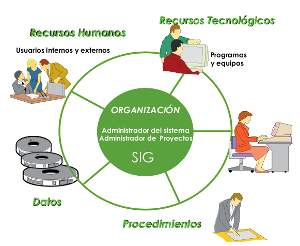 Recursos Tecnológicos
Recursos Humanos
Usuarios internos y externos
Programas
y equipos
ORGANIZACIÓN
Administrador del sistema
Administrador de Proyectos
SIG
Datos
Procedimientos